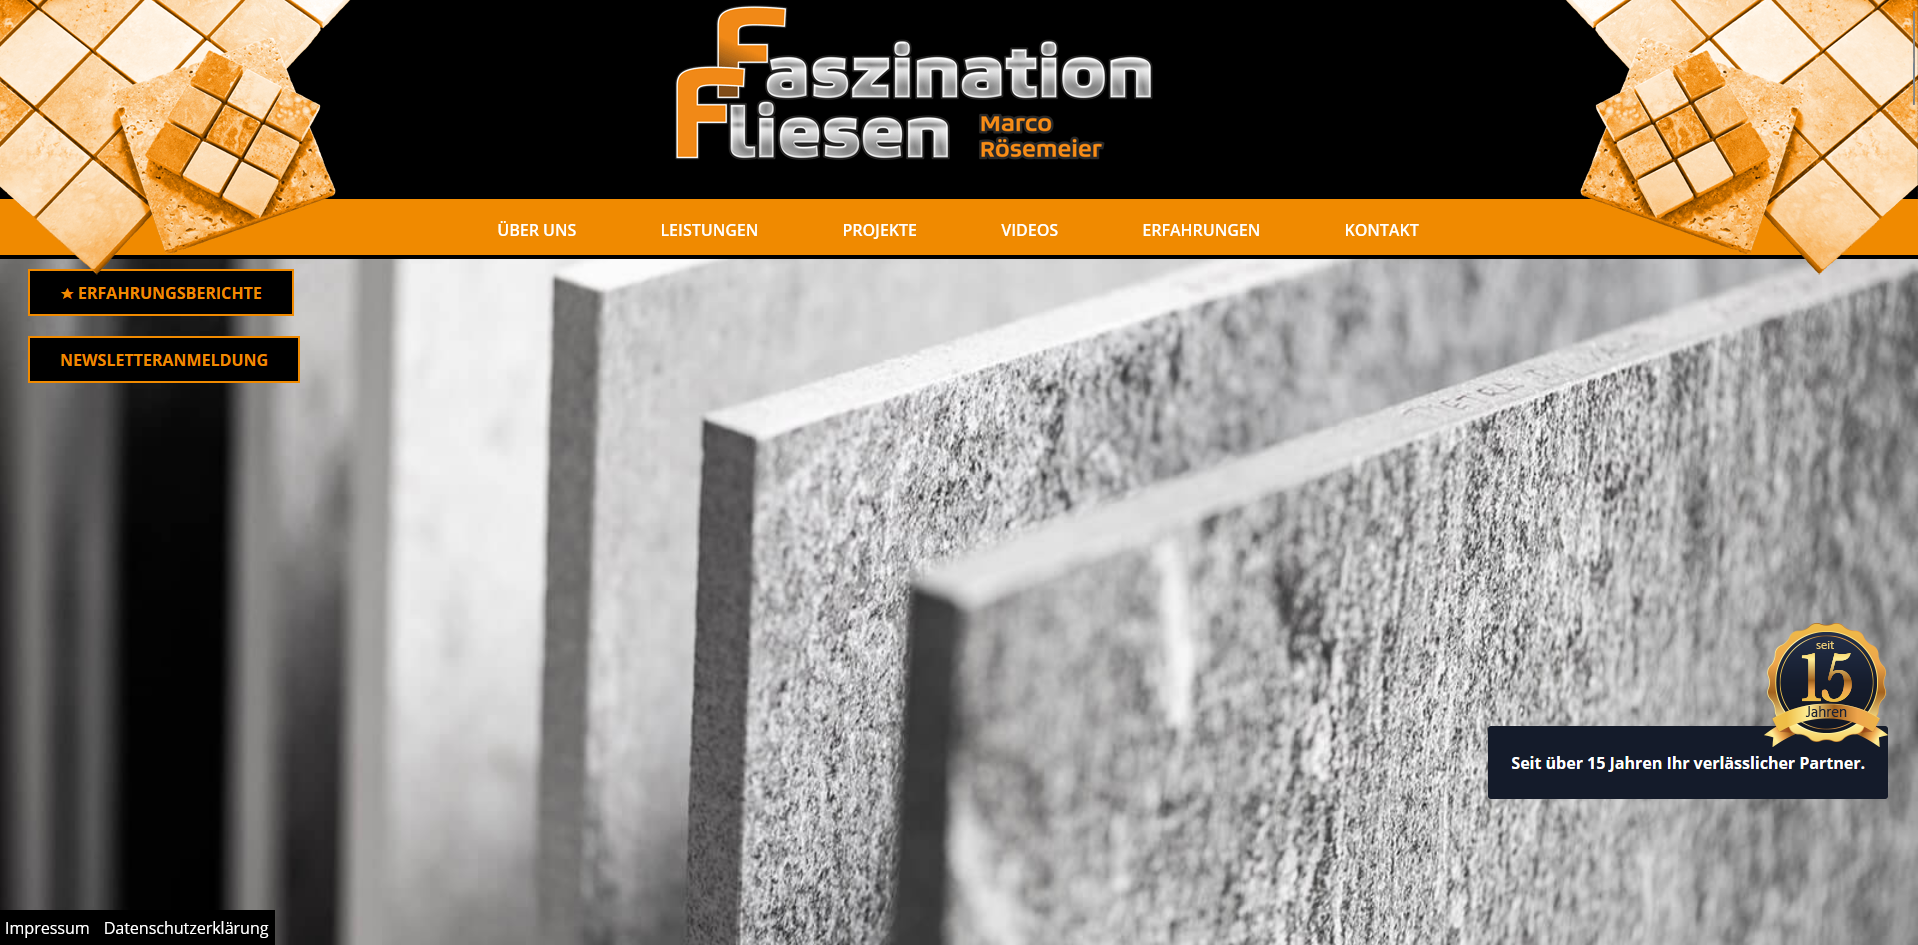 Faszination
Fliesen
Marco
Rösemeier
ÜBER UNS
LEISTUNGEN
PROJEKTE
VIDEOS
ERFAHRUNGEN
KONTAKT
★ ERFAHRUNGSBERICHTE
NEWSLETTERANMELDUNG
seit
15
Jahren
Seit über 15 Jahren Ihr verlässlicher Partner.
Impressum Datenschutzerklärung